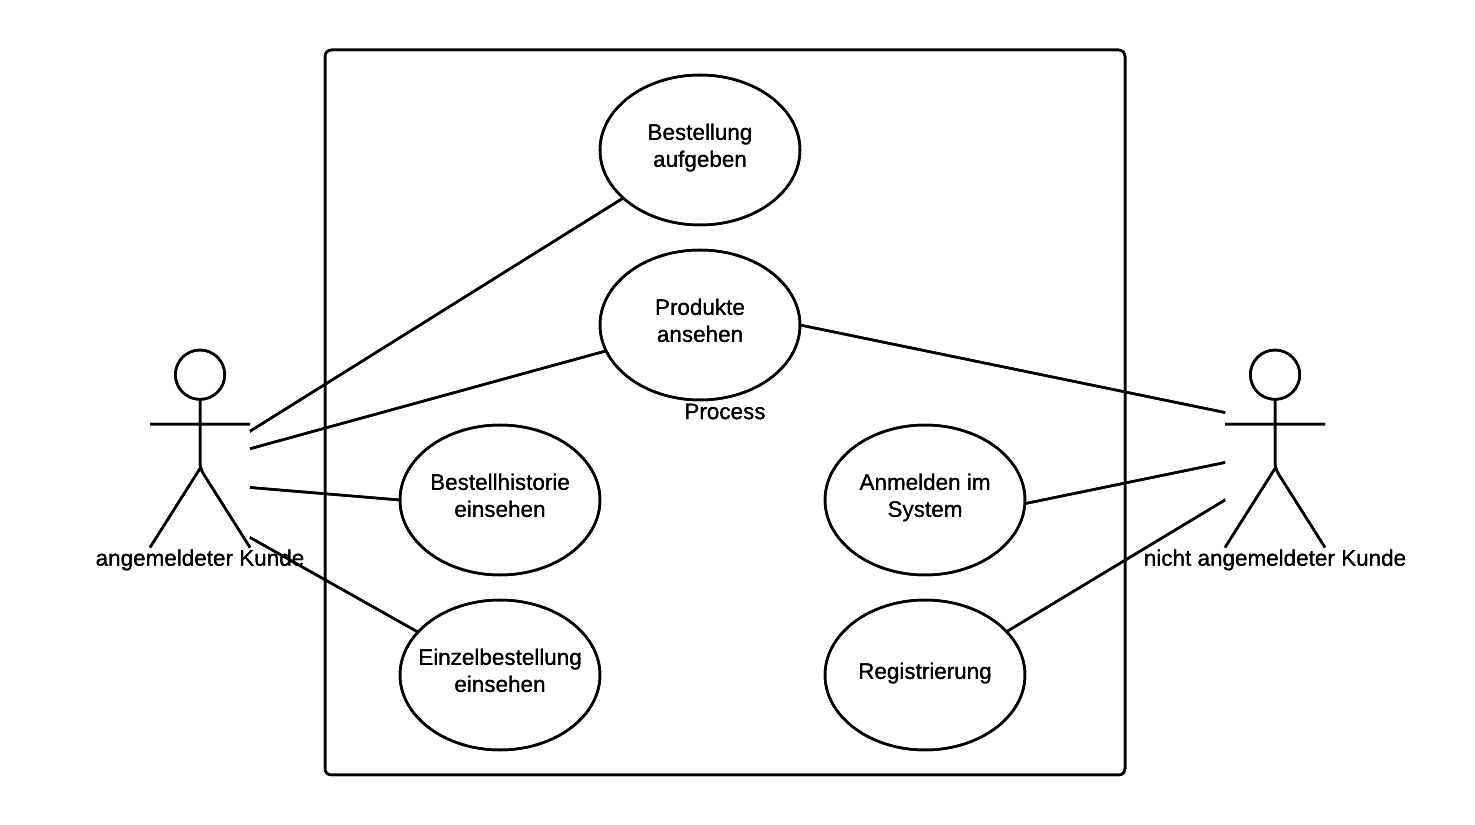 Bestellung
aufgeben
Produkte
ansehen
Process
Bestellhistorie
einsehen
Anmelden im
System
angemeldeter Kunde
nicht angemeldeter Kunde
Einzelbestellung
einsehen
Registrierung